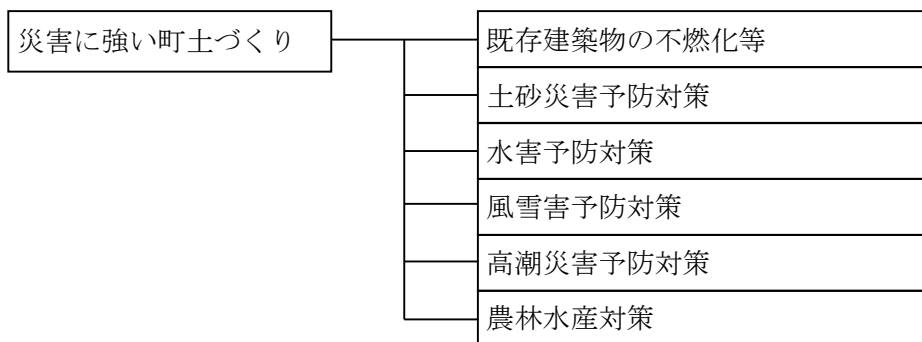 災害に強い町土づくり
既存建築物の不燃化等
土砂災害予防対策
水害予防対策
風雪害予防対策
高潮災害予防対策
農林水産対策